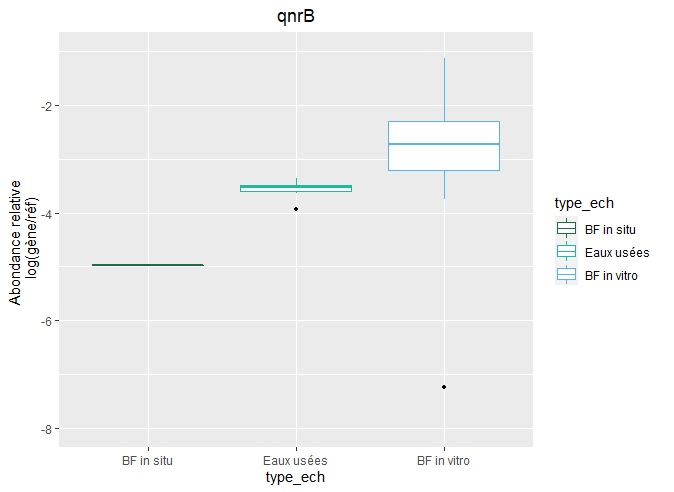 qnrB
Abondance relative
log(gène/réf)
-2
-4
-6
-8
BF in situ
Eaux usées
BF in vitro
type_ech
type_ech
BF in situ
Eaux usées
BF in vitro